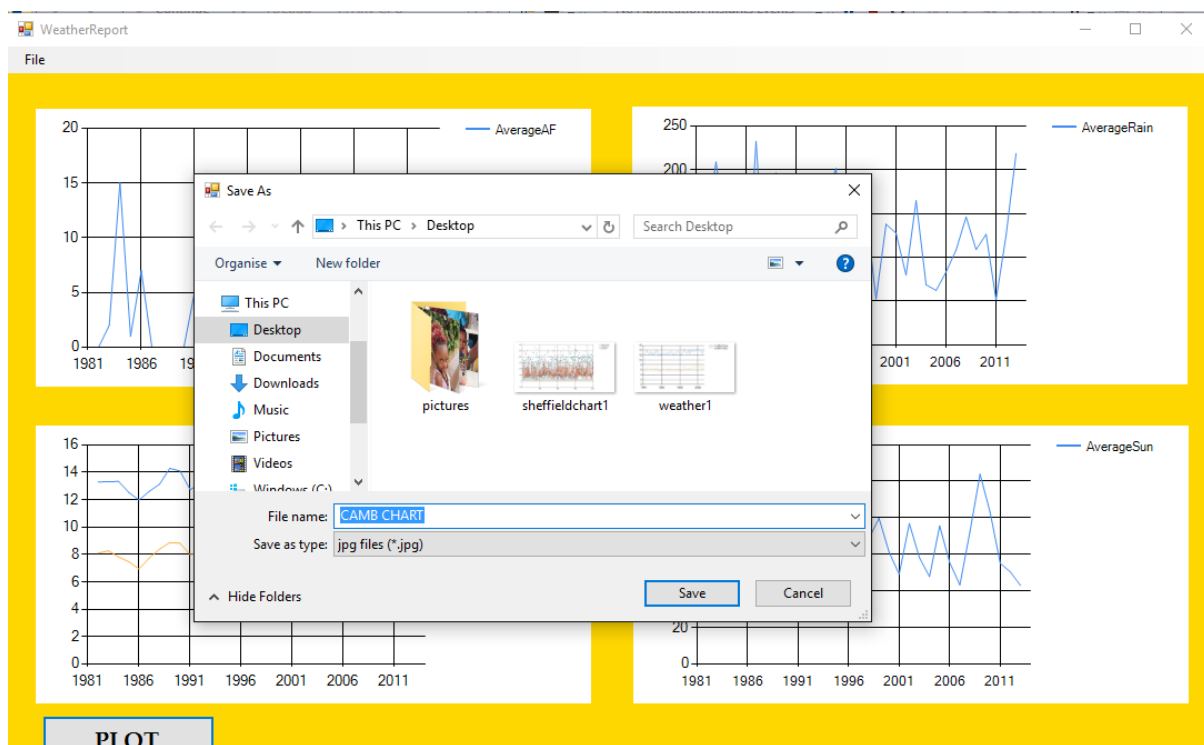 WeatherReport
File
20
15
10
5
0
1981 1986 19
AverageAF
250
200
2001 2006 2011
AverageRain
Save As
This PC > Desktop
Search Desktop
Organise
New folder
This PC
Desktop
Documents
Downloads
Music
Pictures
Videos
Windows (C:)
pictures
sheffieldchart1
weather1
File name: CAMB CHART
Save as type: jpg files (*.jpg)
Hide Folders
Save
Cancel
16
14
12
10
8
6
4
2
0
1981 1986 1991 1996 2001 2006 2011
AverageSun
20
0
1981 1986 1991 1996 2001 2006 2011
PLOT